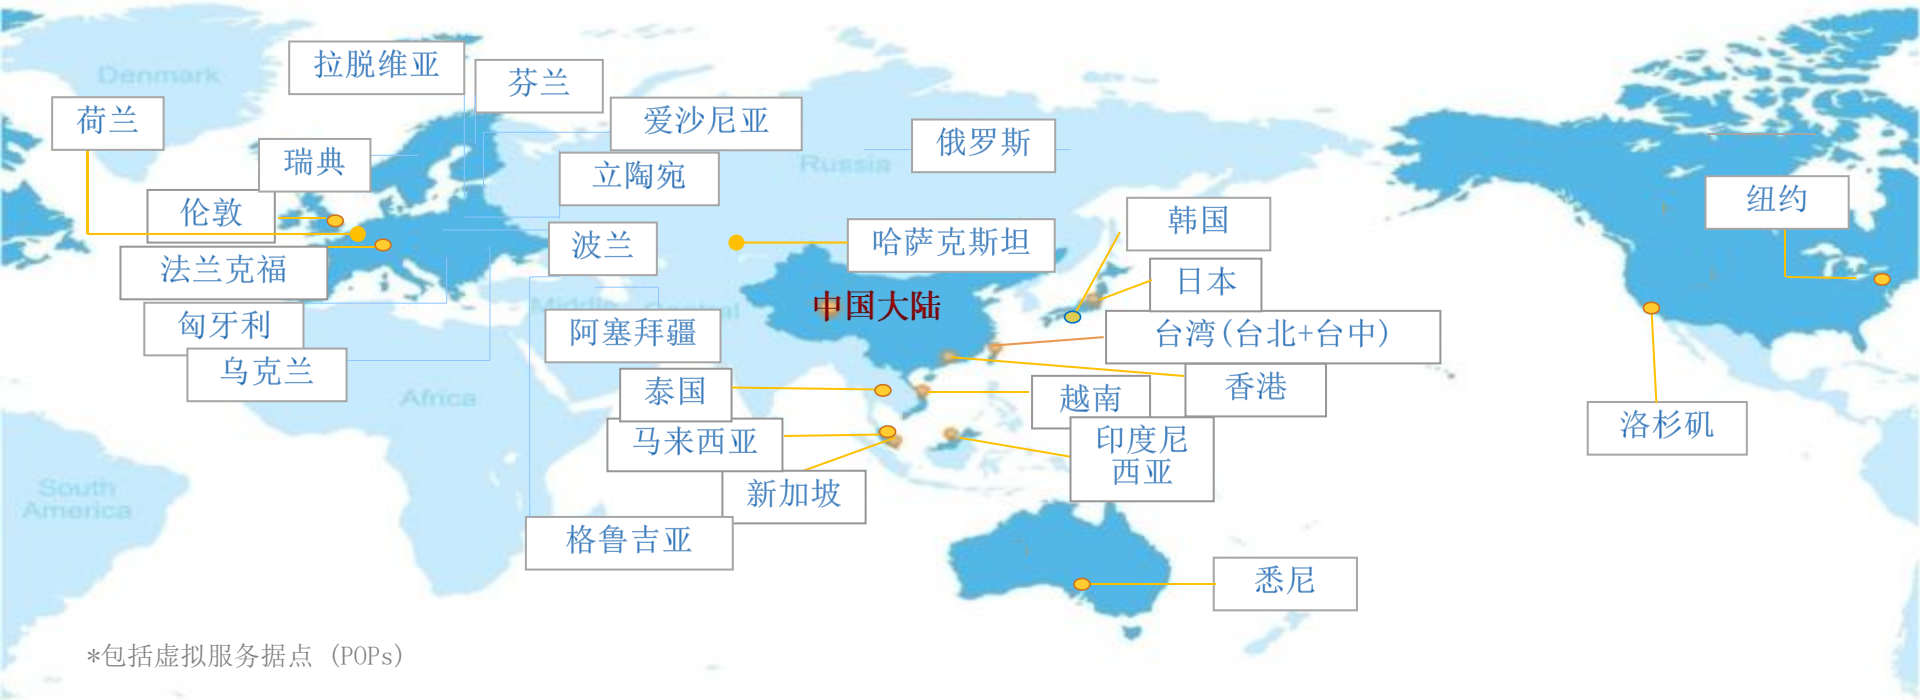 Denmark
拉脱维亚
芬兰
荷兰
爱沙尼亚
俄罗斯
Russia
瑞典
立陶宛
伦敦
纽约
韩国
波兰
哈萨克斯坦
法兰克福
日本
中国大陆
Middle
Central
匈牙利
阿塞拜疆
台湾(台北+台中)
乌克兰
泰国
香港
Africa
越南
洛杉矶
马来西亚
印度尼
西亚
新加坡
South
America
格鲁吉亚
悉尼
*包括虚拟服务据点 (POPs)